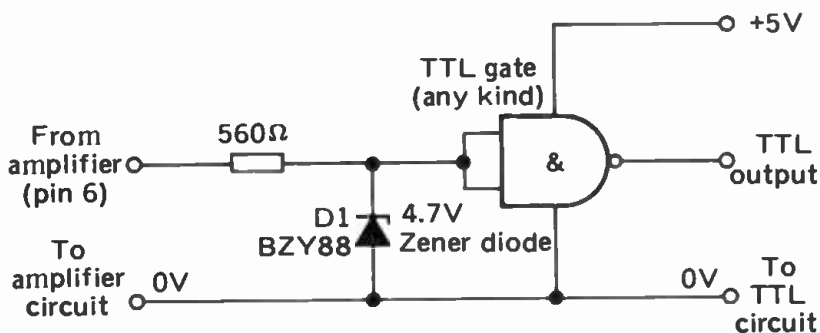 +5V
TTL gate
(any kind)
From
amplifier
(pin 6)
560Ω
&
TTL
output
D1
BZY88
4.7V
Zener diode
To
amplifier
circuit
0V
0V
To
TTL
circuit